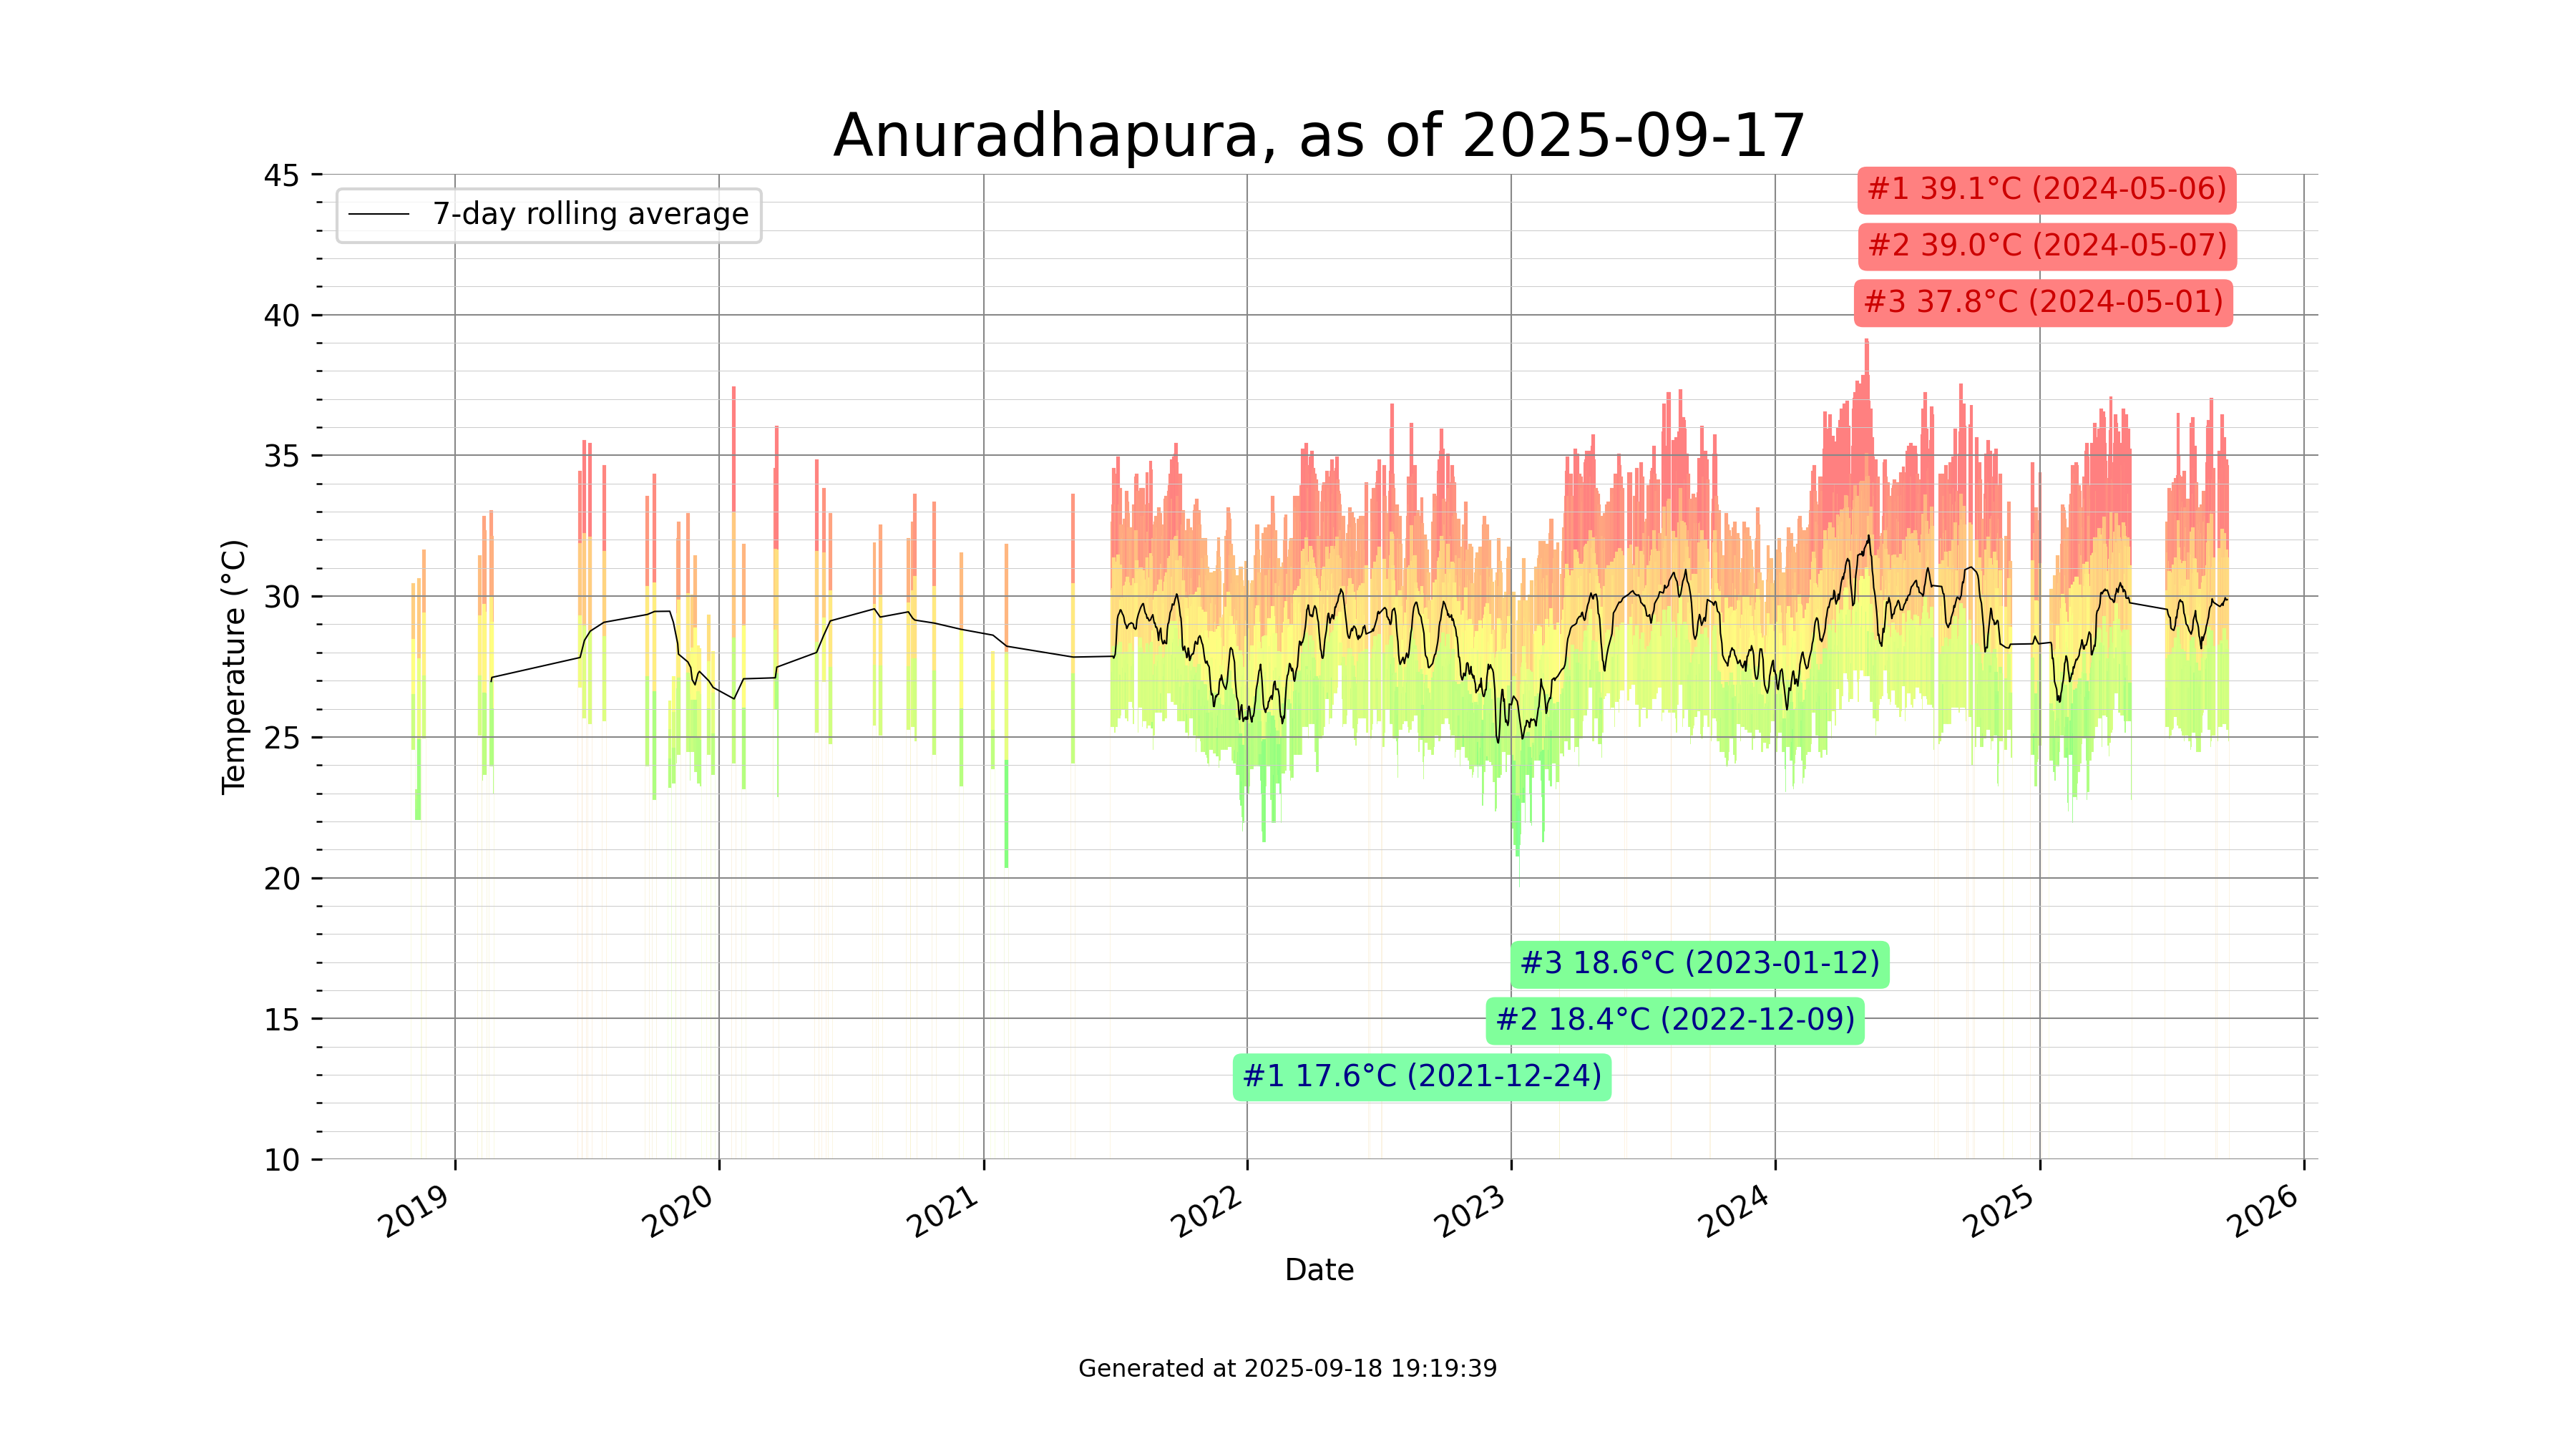 Anuradhapura, as of 2025-09-17
7-day rolling average
#1 39.1°C (2024-05-06)
#2 39.0°C (2024-05-07)
#3 37.8°C (2024-05-01)
45
40
35
30
25
20
15
10
Temperature (°C)
#3 18.6°C (2023-01-12)
#2 18.4°C (2022-12-09)
#1 17.6°C (2021-12-24)
2019
2020
2021
2022
2023
2024
2025
2026
Date
Generated at 2025-09-18 19:19:39